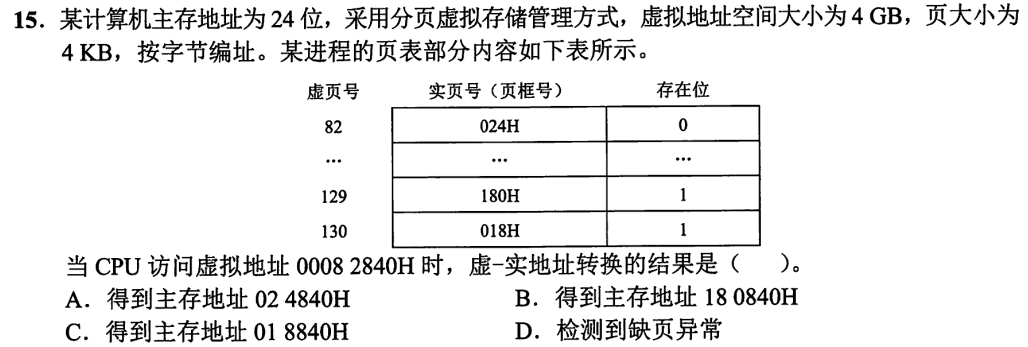 15. 某计算机主存地址为 24 位，采用分页虚拟存储管理方式，虚拟地址空间大小为 4 GB，页大小为
4 KB，按字节编址。某进程的页表部分内容如下表所示。
虚页号 实页号（页框号） 存在位
82 024H 0
… … …
129 180H 1
130 018H 1
当 CPU 访问虚拟地址 0008 2840H 时，虚-实地址转换的结果是（ ）。
A. 得到主存地址 02 4840H B. 得到主存地址 18 0840H
C. 得到主存地址 01 8840H D. 检测到缺页异常